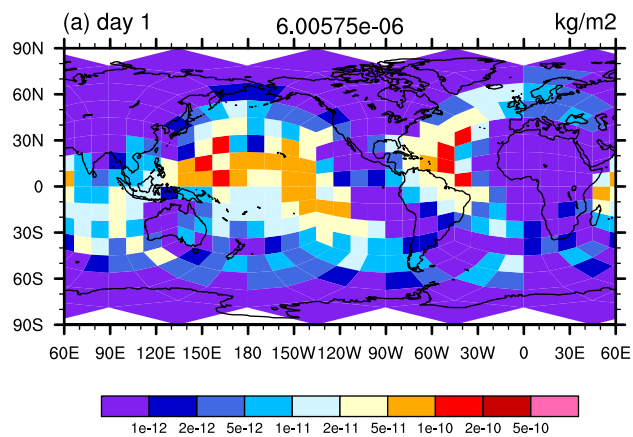 (a) day 1 6.00575e-06 kg/m2
90N
60N
30N
0
30S
60S
90S
60E 90E 120E 150E 180 150W 120W 90W 60W 30W 0 30E 60E
1e-12 2e-12 5e-12 1e-11 2e-11 5e-11 1e-10 2e-10 5e-10